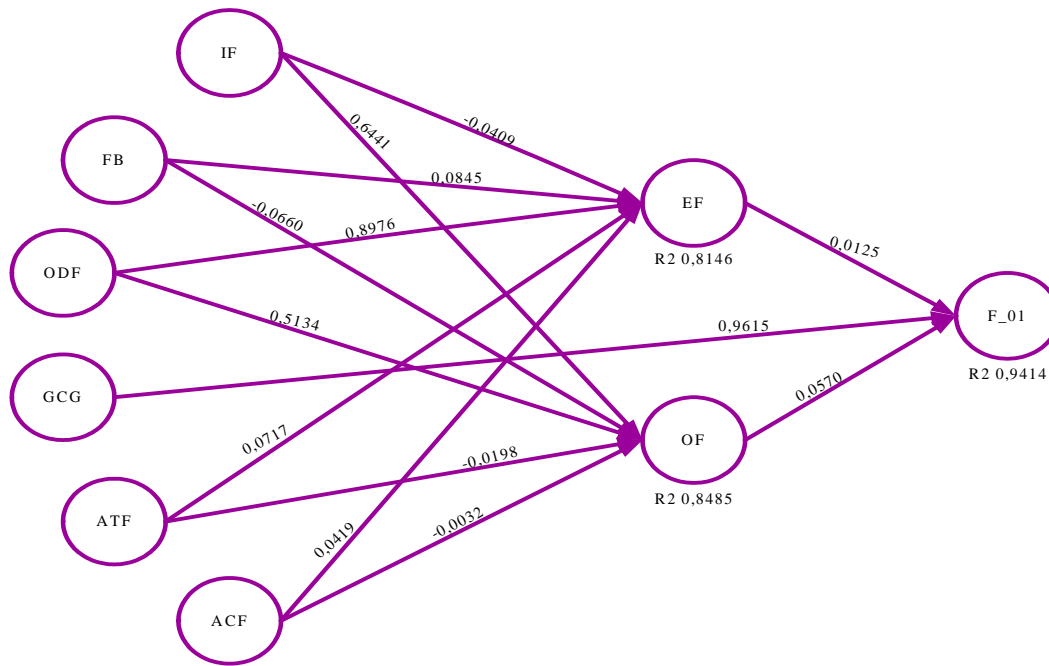 IF
-0,0409
0,6441
FB
0,0845
-0,0660
EF
R2 0,8146
0,8976
ODF
0,0125
0,5134
0,9615
F_01
R2 0,9414
GCG
0,0570
0,0717
OF
R2 0,8485
-0,0198
ATF
-0,0032
0,0419
ACF